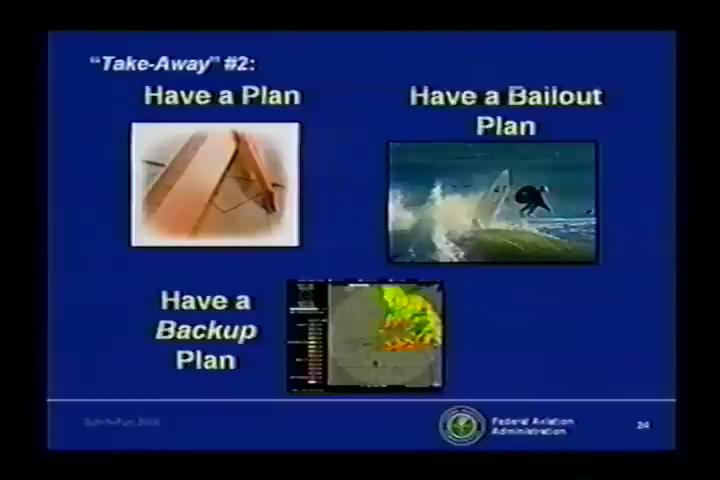 "Take-Away" #2:
Have a Plan
Have a Bailout
Plan
Have a
Backup
Plan
Federal Aviation
Administration
24